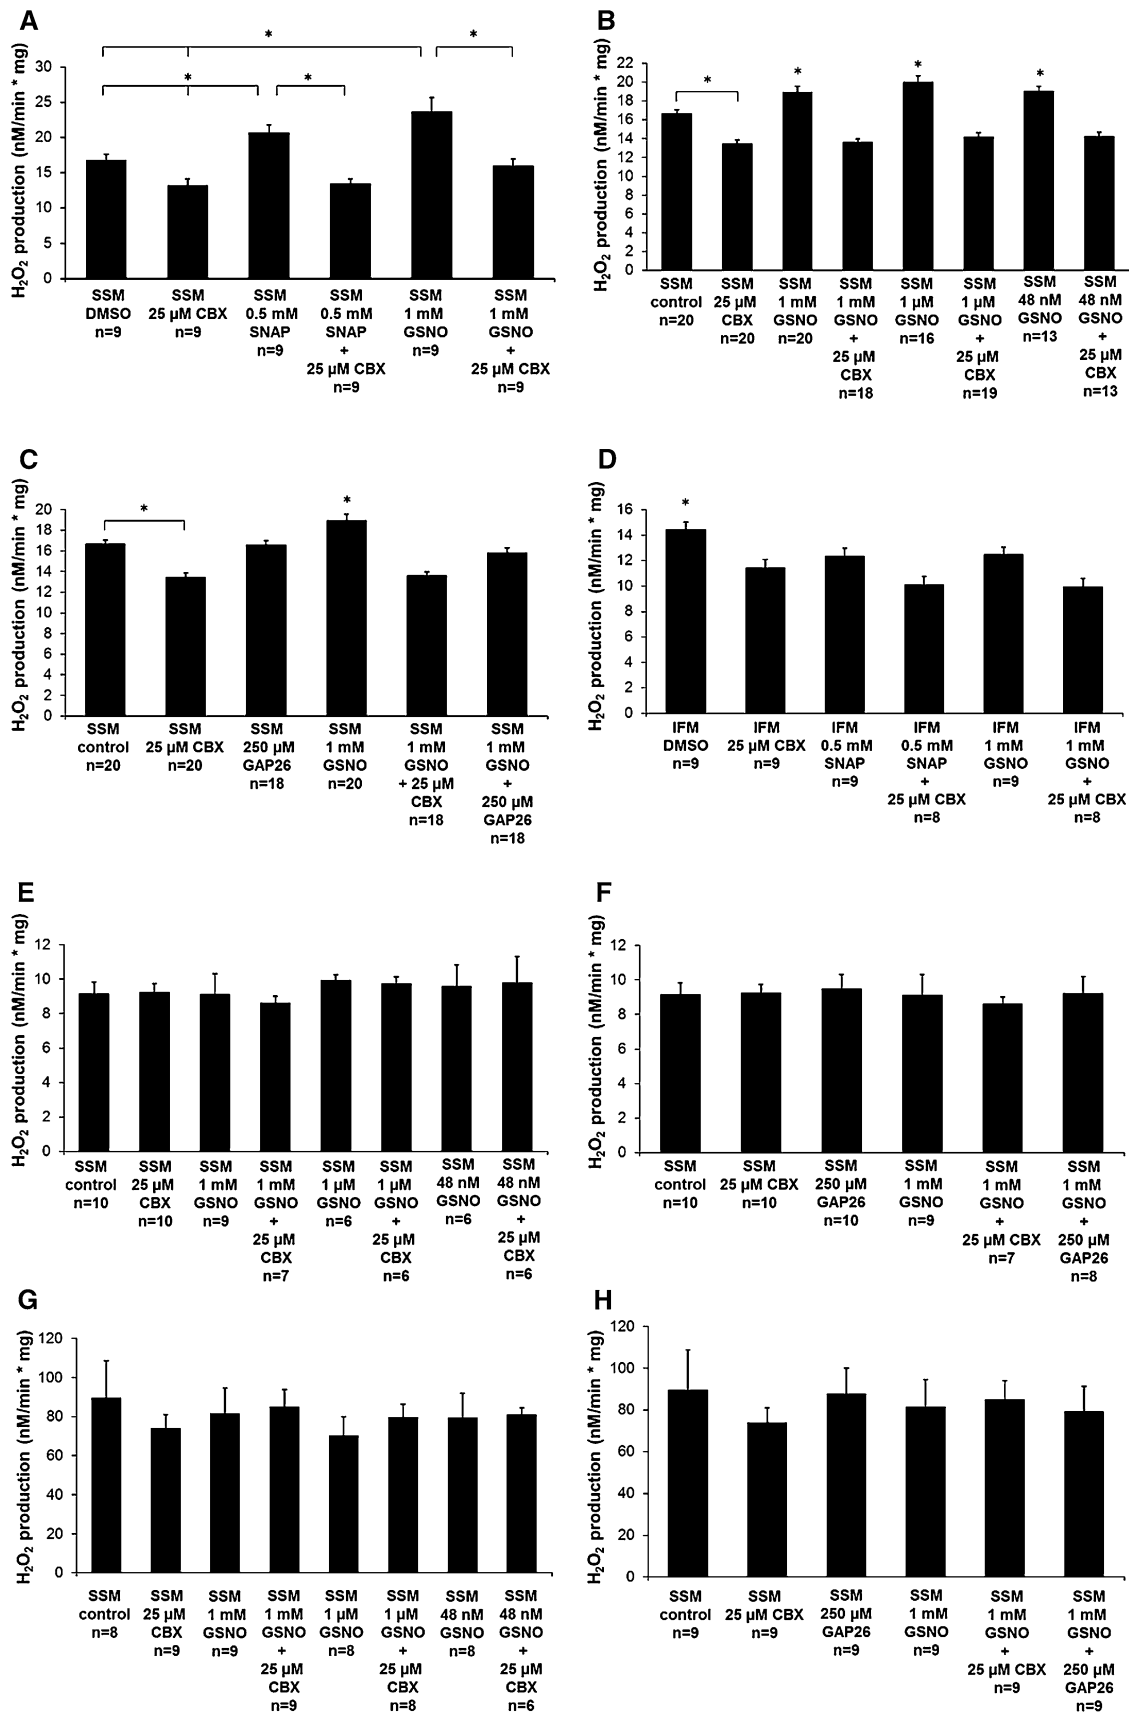 A
H₂O₂ production (nM/min * mg)
* *
* *
30
25
20
15
10
5
0
SSM DMSO n=9
SSM 25 µM CBX n=9
SSM 0.5 mM SNAP n=9
SSM 0.5 mM SNAP + 25 µM CBX n=9
SSM 1 mM GSNO n=9
SSM 1 mM GSNO + 25 µM CBX n=9
B
H₂O₂ production (nM/min * mg)
* * * *
22
20
18
16
14
12
10
8
6
4
2
0
SSM control n=20
SSM 25 µM CBX n=20
SSM 1 mM GSNO n=20
SSM 1 mM GSNO + 25 µM CBX n=18
SSM 1 µM GSNO n=16
SSM 1 µM GSNO + 25 µM CBX n=19
SSM 48 nM GSNO n=13
SSM 48 nM GSNO + 25 µM CBX n=13
C
H₂O₂ production (nM/min * mg)
* *
20
18
16
14
12
10
8
6
4
2
0
SSM control n=20
SSM 25 µM CBX n=20
SSM 250 µM GAP26 n=18
SSM 1 mM GSNO n=20
SSM 1 mM GSNO + 25 µM CBX n=18
SSM 1 mM GSNO + 250 µM GAP26 n=18
D
H₂O₂ production (nM/min * mg)
*
16
14
12
10
8
6
4
2
0
IFM DMSO n=9
IFM 25 µM CBX n=9
IFM 0.5 mM SNAP n=9
IFM 0.5 mM SNAP + 25 µM CBX n=8
IFM 1 mM GSNO n=9
IFM 1 mM GSNO + 25 µM CBX n=8
E
H₂O₂ production (nM/min * mg)
12
10
8
6
4
2
0
SSM control n=10
SSM 25 µM CBX n=10
SSM 1 mM GSNO n=9
SSM 1 mM GSNO + 25 µM CBX n=7
SSM 1 µM GSNO n=6
SSM 1 µM GSNO + 25 µM CBX n=6
SSM 48 nM GSNO n=6
SSM 48 nM GSNO + 25 µM CBX n=6
F
H₂O₂ production (nM/min * mg)
12
10
8
6
4
2
0
SSM control n=10
SSM 25 µM CBX n=10
SSM 250 µM GAP26 n=10
SSM 1 mM GSNO n=9
SSM 1 mM GSNO + 25 µM CBX n=7
SSM 1 mM GSNO + 250 µM GAP26 n=8
G
H₂O₂ production (nM/min * mg)
120
100
80
60
40
20
0
SSM control n=8
SSM 25 µM CBX n=9
SSM 1 mM GSNO n=9
SSM 1 mM GSNO + 25 µM CBX n=9
SSM 1 µM GSNO n=8
SSM 1 µM GSNO + 25 µM CBX n=8
SSM 48 nM GSNO n=8
SSM 48 nM GSNO + 25 µM CBX n=6
H
H₂O₂ production (nM/min * mg)
120
100
80
60
40
20
0
SSM control n=9
SSM 25 µM CBX n=9
SSM 250 µM GAP26 n=9
SSM 1 mM GSNO n=9
SSM 1 mM GSNO + 25 µM CBX n=9
SSM 1 mM GSNO + 250 µM GAP26 n=9